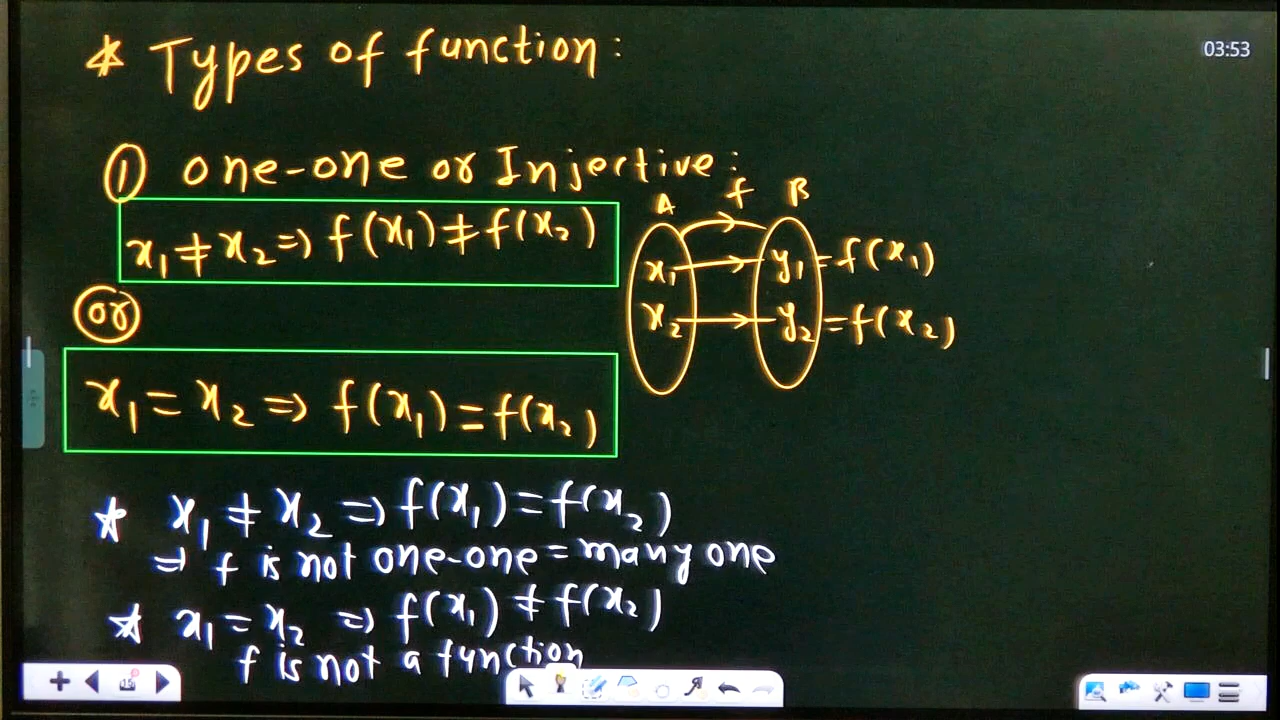 * Types of function:
03:53
① one-one or Injective:
x₁ ≠ x₂ ⇒ f(x₁) ≠ f(x₂)
A f B
x₁ y₁ = f(x₁)
x₂ y₂ = f(x₂)
or
x₁ = x₂ ⇒ f(x₁) = f(x₂)
* x₁ ≠ x₂ ⇒ f(x₁) = f(x₂)
⇒ f is not one-one = many one
* x₁ = x₂ ⇒ f(x₁) ≠ f(x₂)
f is not a function